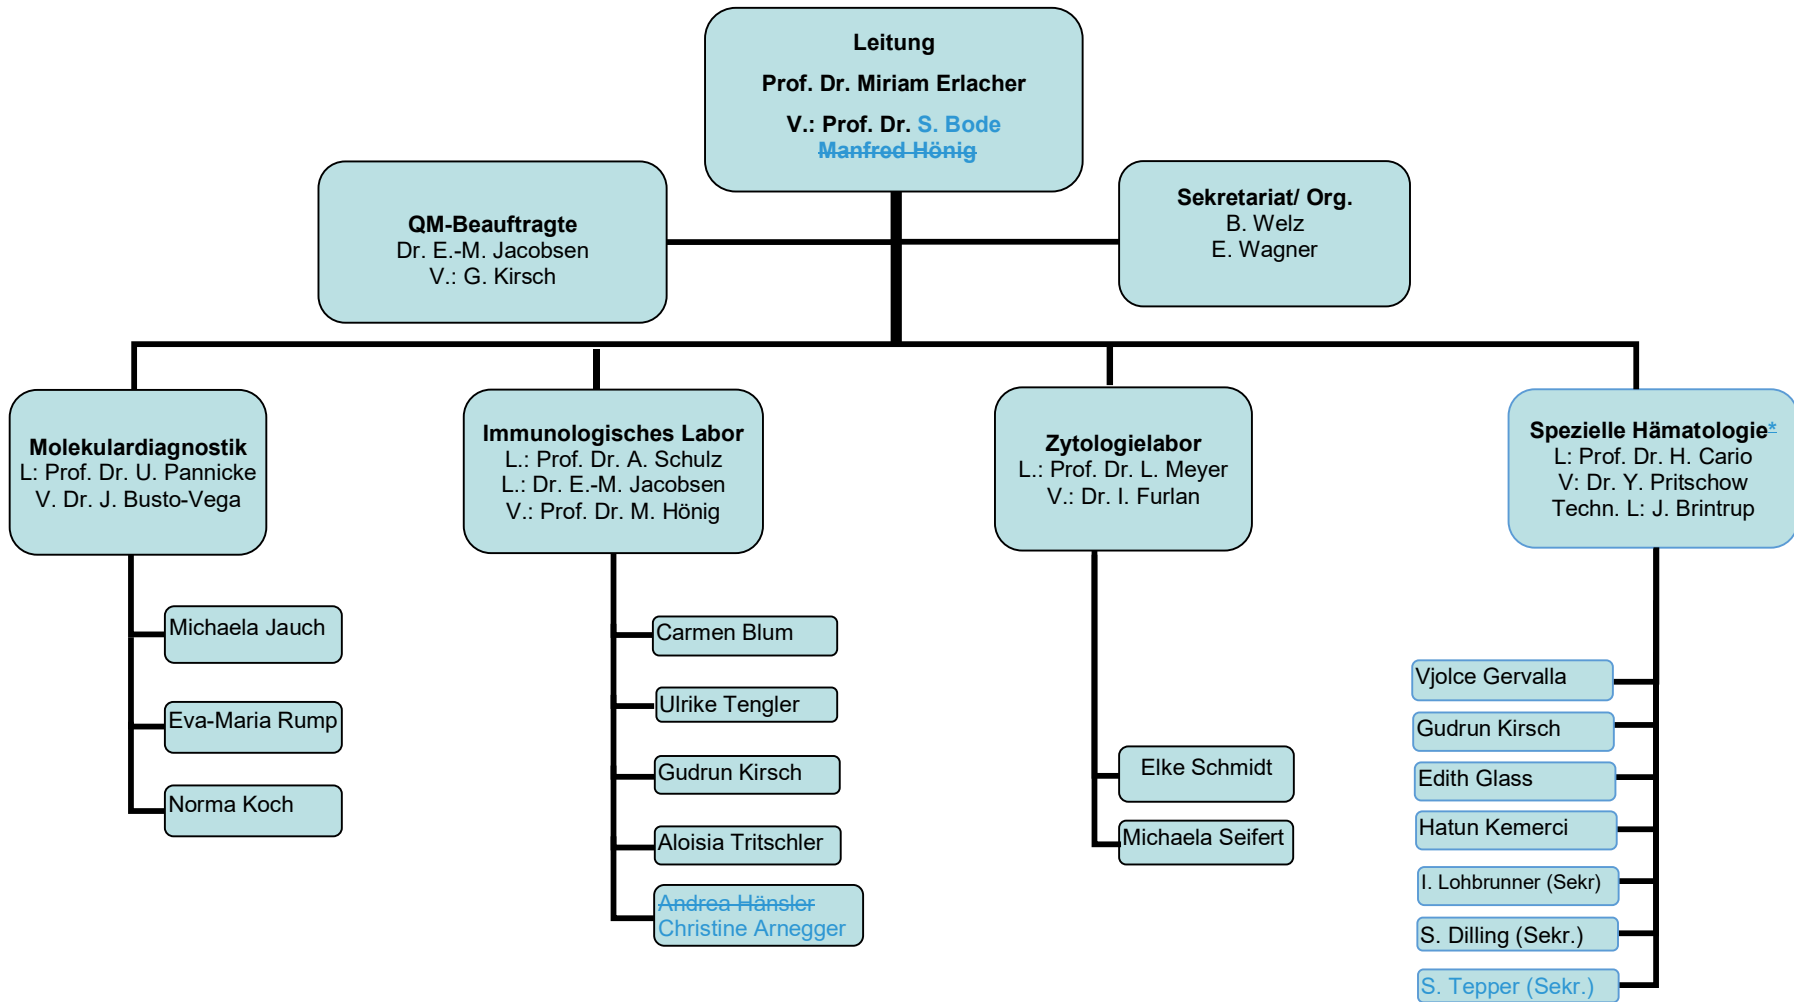 Leitung
Prof. Dr. Miriam Erlacher
V.: Prof. Dr. S. Bode
Manfred Hönig
QM-Beauftragte
Dr. E.-M. Jacobsen
V.: G. Kirsch
Sekretariat/ Org.
B. Welz
E. Wagner
Molekulardiagnostik
L: Prof. Dr. U. Pannicke
V. Dr. J. Busto-Vega
Immunologisches Labor
L.: Prof. Dr. A. Schulz
L.: Dr. E.-M. Jacobsen
V.: Prof. Dr. M. Hönig
Zytologielabor
L.: Prof. Dr. L. Meyer
V.: Dr. I. Furlan
Spezielle Hämatologie*
L: Prof. Dr. H. Cario
V: Dr. Y. Pritschow
Techn. L: J. Brintrup
Michaela Jauch
Eva-Maria Rump
Norma Koch
Carmen Blum
Ulrike Tengler
Gudrun Kirsch
Aloisia Tritschler
Andrea Hänsler
Christine Arnegger
Elke Schmidt
Michaela Seifert
Vjolce Gervalla
Gudrun Kirsch
Edith Glass
Hatun Kemerci
I. Lohbrunner (Sekr)
S. Dilling (Sekr.)
S. Tepper (Sekr.)